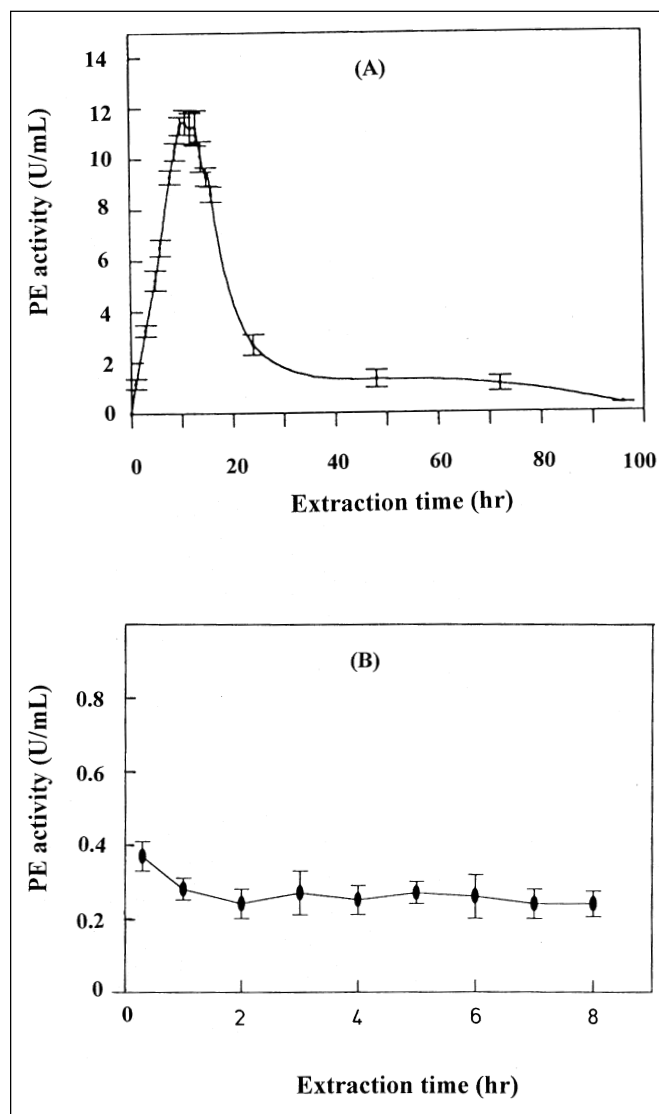 (A)
PE activity (U/mL)
14
12
10
8
6
4
2
0
0 20 40 60 80 100
Extraction time (hr)
(B)
PE activity (U/mL)
0.8
0.6
0.4
0.2
0
0 2 4 6 8
Extraction time (hr)